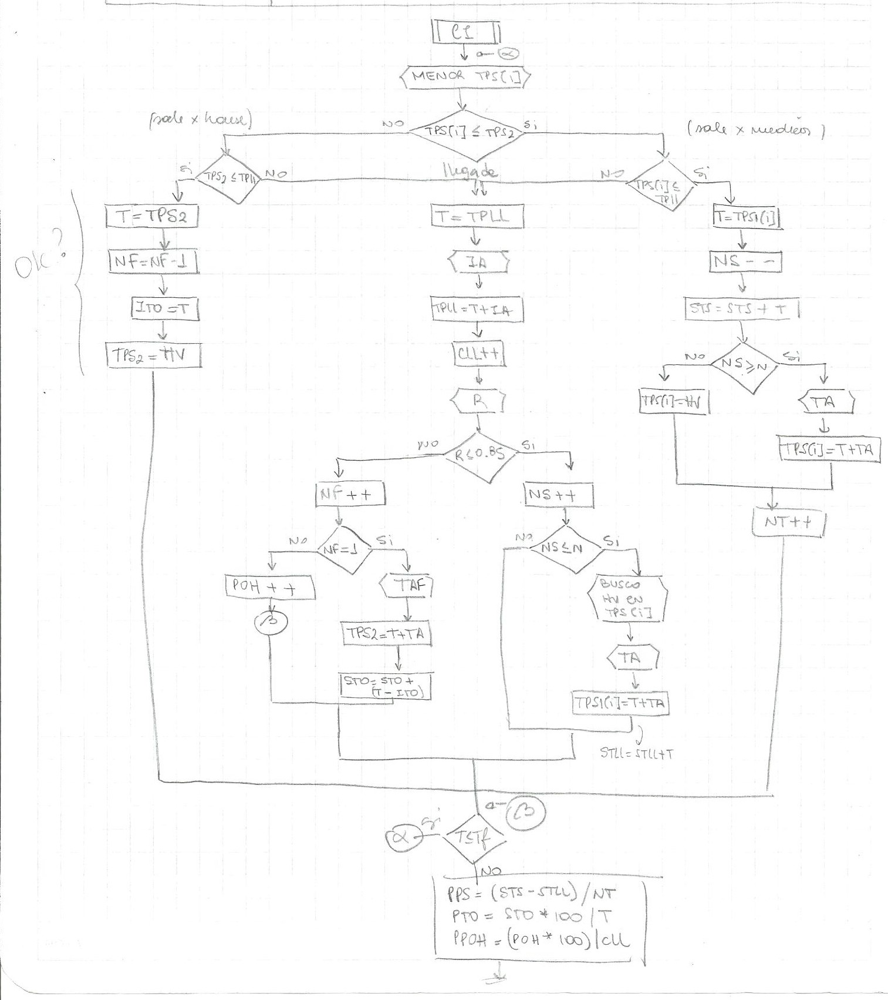 CI
α
MENOR TPS[i]
(sale x house)
NO
TPS[i] ≤ TPS2
Si
(sale x medicos)
Si
TPS2 ≤ TPll
NO
llegada
NO
TPS[i] ≤
TPll
Si
OK?
T=TPS2
T=TPLL
T=TPS1[i]
NF=NF-1
IA
NS--
ITO=T
TPLL=T+IA
STS=STS+T
TPS2=HV
CLL++
NO
NS≥N
Si
R
TPS[i]=HV
TA
NO
R≤0.85
Si
TPS[i]=T+TA
NF++
NS++
NT++
NO
NF=1
Si
NO
NS≤N
Si
POH++
TAF
BUSCO
HV EN
TPS[i]
β
TPS2=T+TA
TA
STO=STO+
(T-ITO)
TPS1[i]=T+TA
STLL=STLL+T
β
α
Si
T≤Tf
NO
PPS=(STS-STLL)/NT
PTO=STO*100/T
PPOH=(POH*100)/CLL